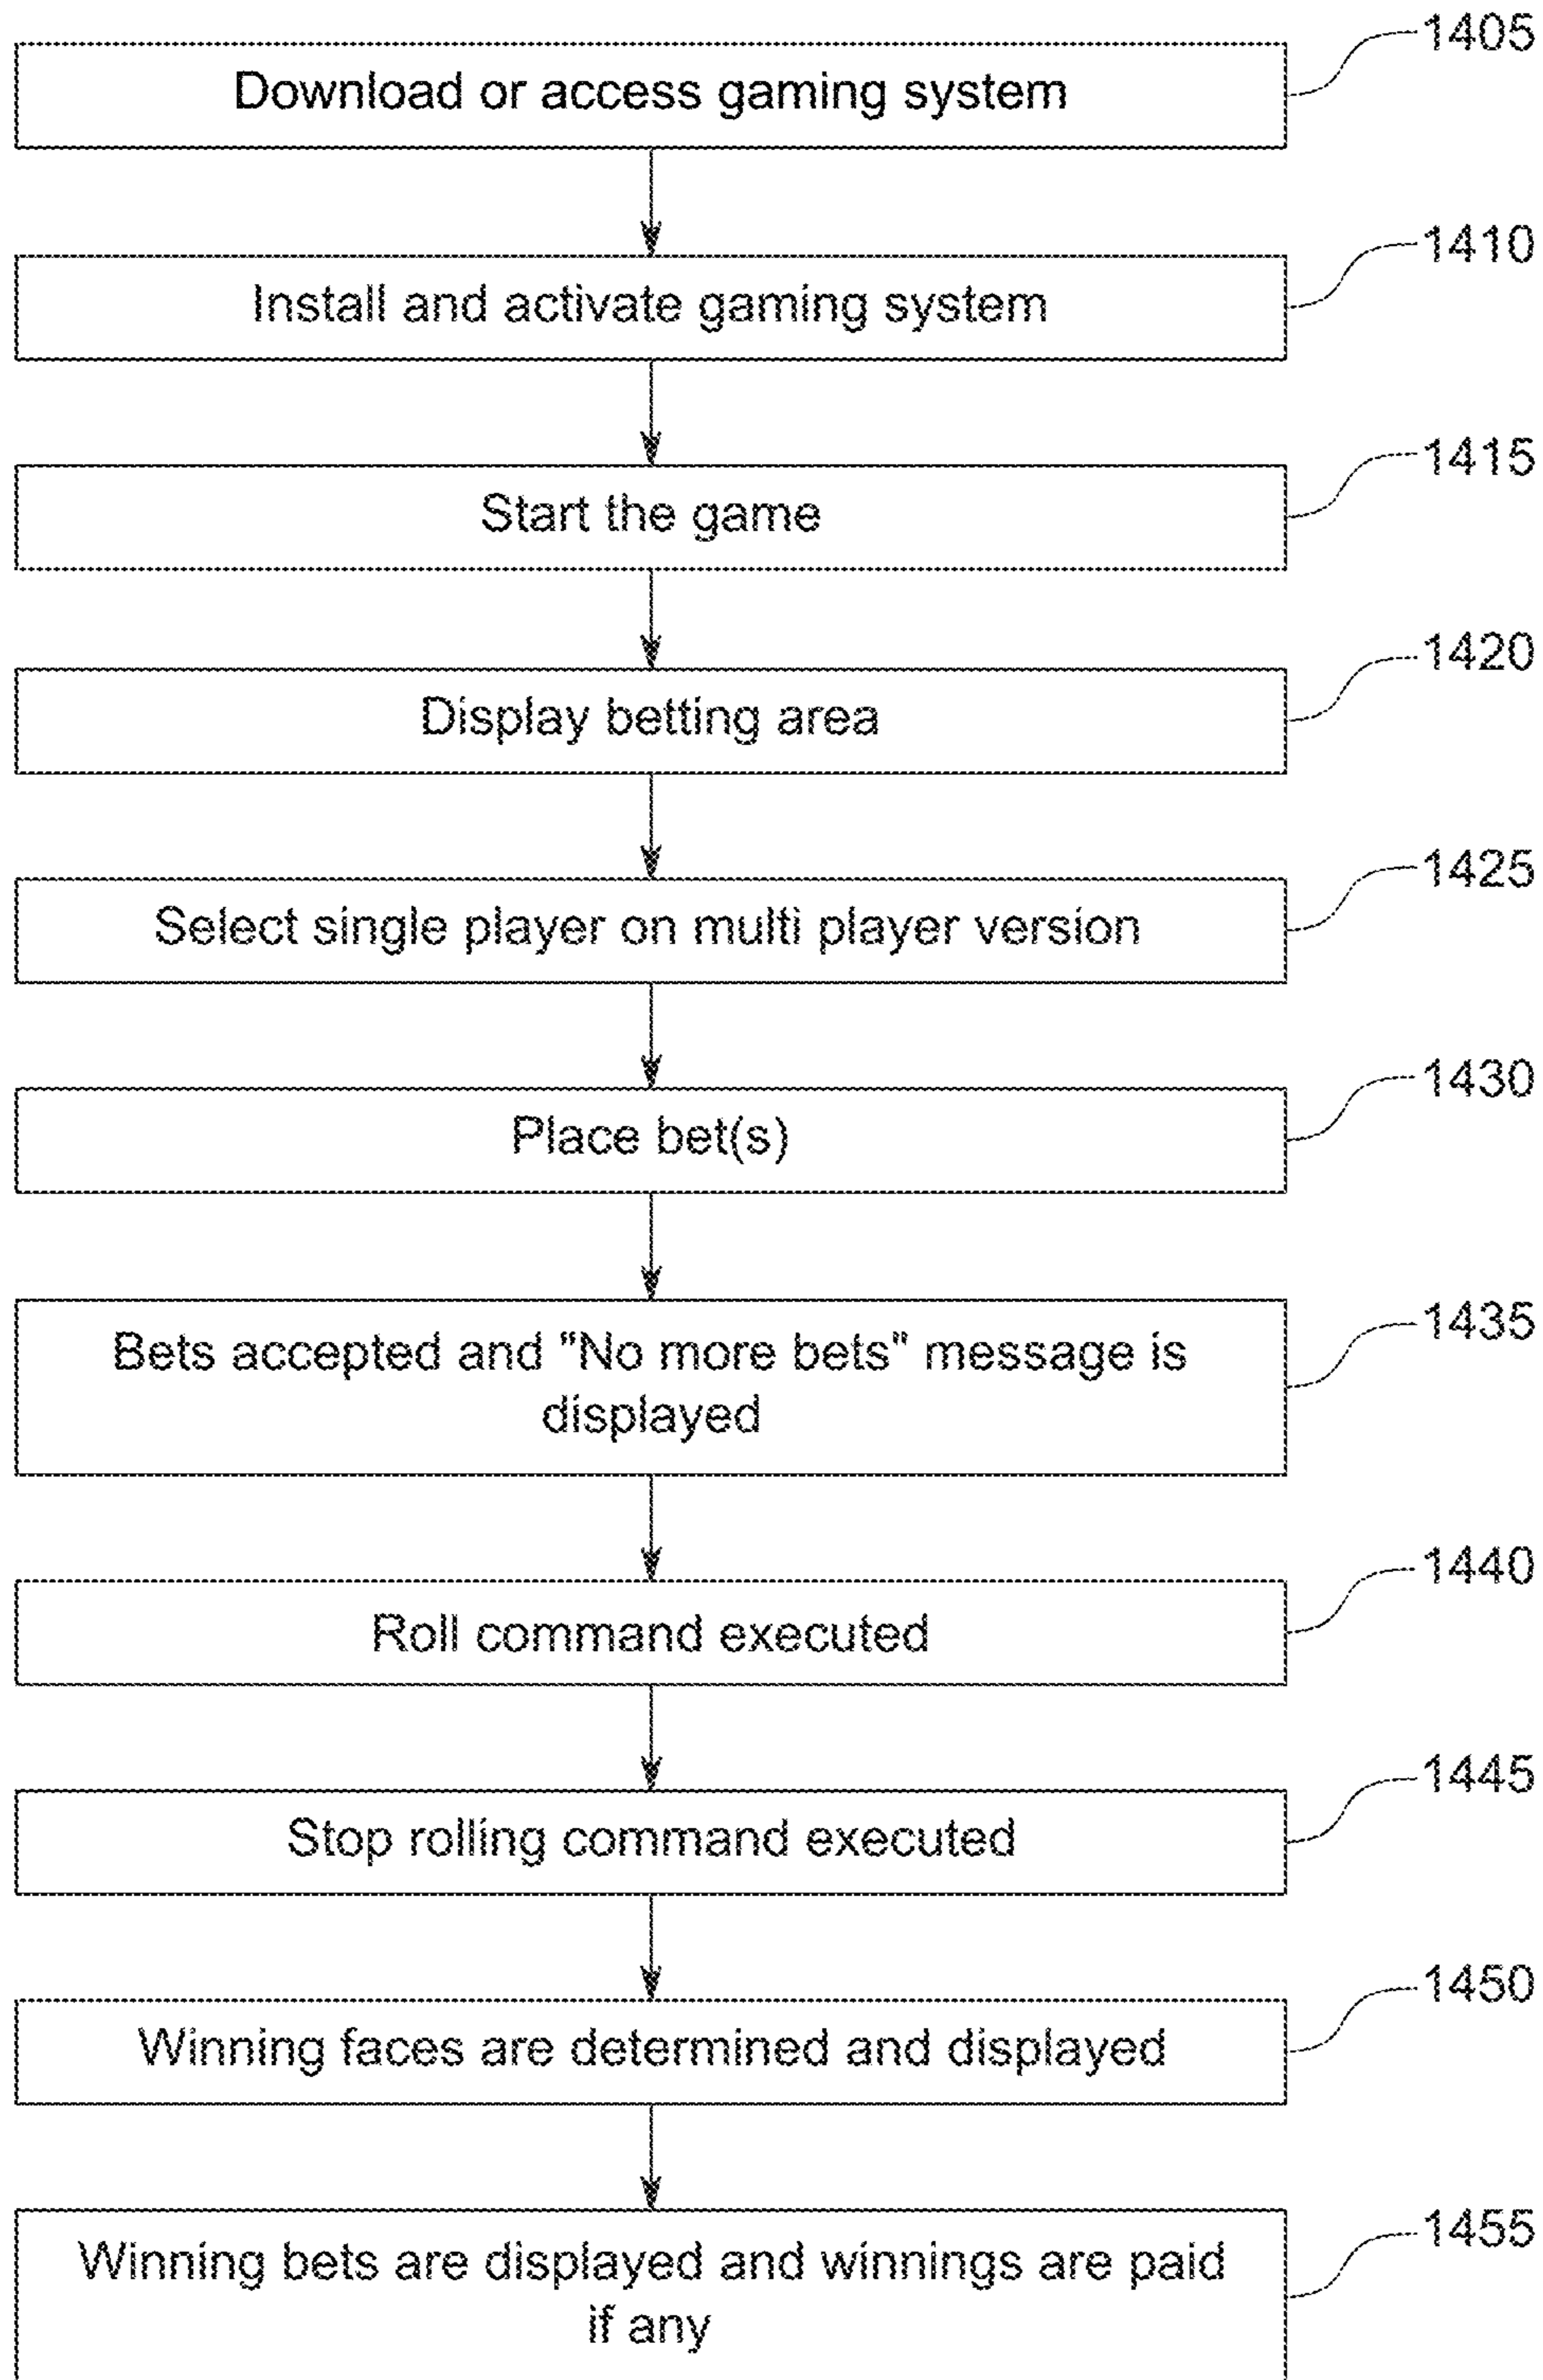 1405
Download or access gaming system
1410
Install and activate gaming system
1415
Start the game
1420
Display betting area
1425
Select single player on multi player version
1430
Place bet(s)
1435
Bets accepted and "No more bets" message is
displayed
1440
Roll command executed
1445
Stop rolling command executed
1450
Winning faces are determined and displayed
1455
Winning bets are displayed and winnings are paid
if any